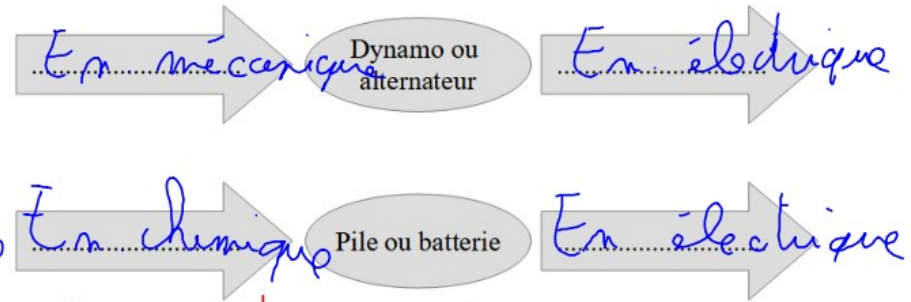 En mécanique
Dynamo ou
alternateur
En électrique
En chimique
Pile ou batterie
En électrique